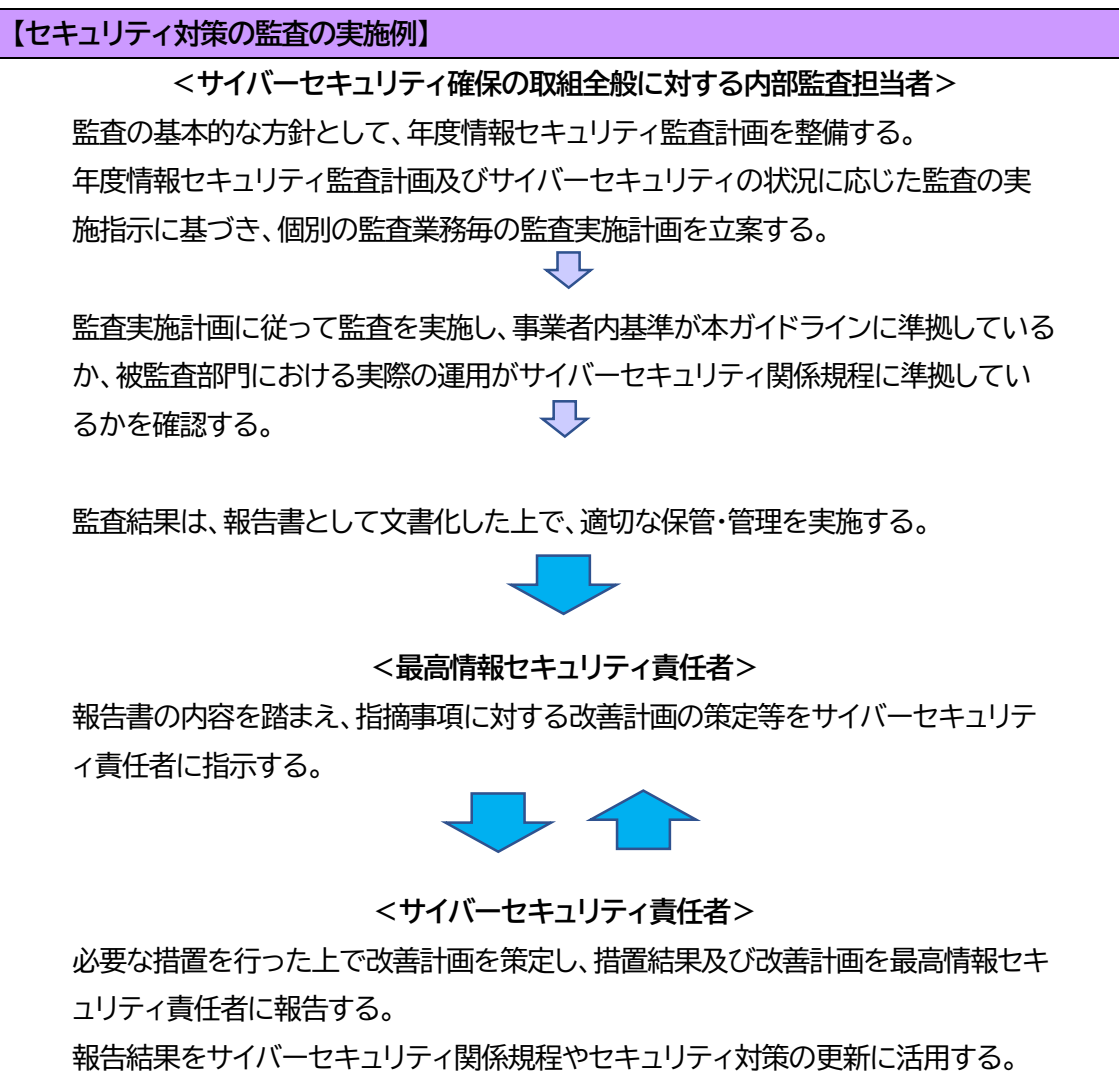 【セキュリティ対策の監査の実施例】
＜サイバーセキュリティ確保の取組全般に対する内部監査担当者＞
監査の基本的な方針として、年度情報セキュリティ監査計画を整備する。
年度情報セキュリティ監査計画及びサイバーセキュリティの状況に応じた監査の実
施指示に基づき、個別の監査業務毎の監査実施計画を立案する。
監査実施計画に従って監査を実施し、事業者内基準が本ガイドラインに準拠している
か、被監査部門における実際の運用がサイバーセキュリティ関係規程に準拠してい
るかを確認する。
監査結果は、報告書として文書化した上で、適切な保管・管理を実施する。
＜最高情報セキュリティ責任者＞
報告書の内容を踏まえ、指摘事項に対する改善計画の策定等をサイバーセキュリテ
ィ責任者に指示する。
＜サイバーセキュリティ責任者＞
必要な措置を行った上で改善計画を策定し、措置結果及び改善計画を最高情報セキ
ュリティ責任者に報告する。
報告結果をサイバーセキュリティ関係規程やセキュリティ対策の更新に活用する。